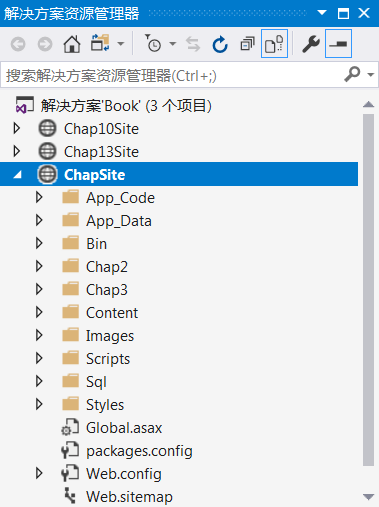 解决方案资源管理器
搜索解决方案资源管理器(Ctrl+;)
解决方案'Book' (3 个项目)
Chap10Site
Chap13Site
ChapSite
App_Code
App_Data
Bin
Chap2
Chap3
Content
Images
Scripts
Sql
Styles
Global.asax
packages.config
Web.config
Web.sitemap